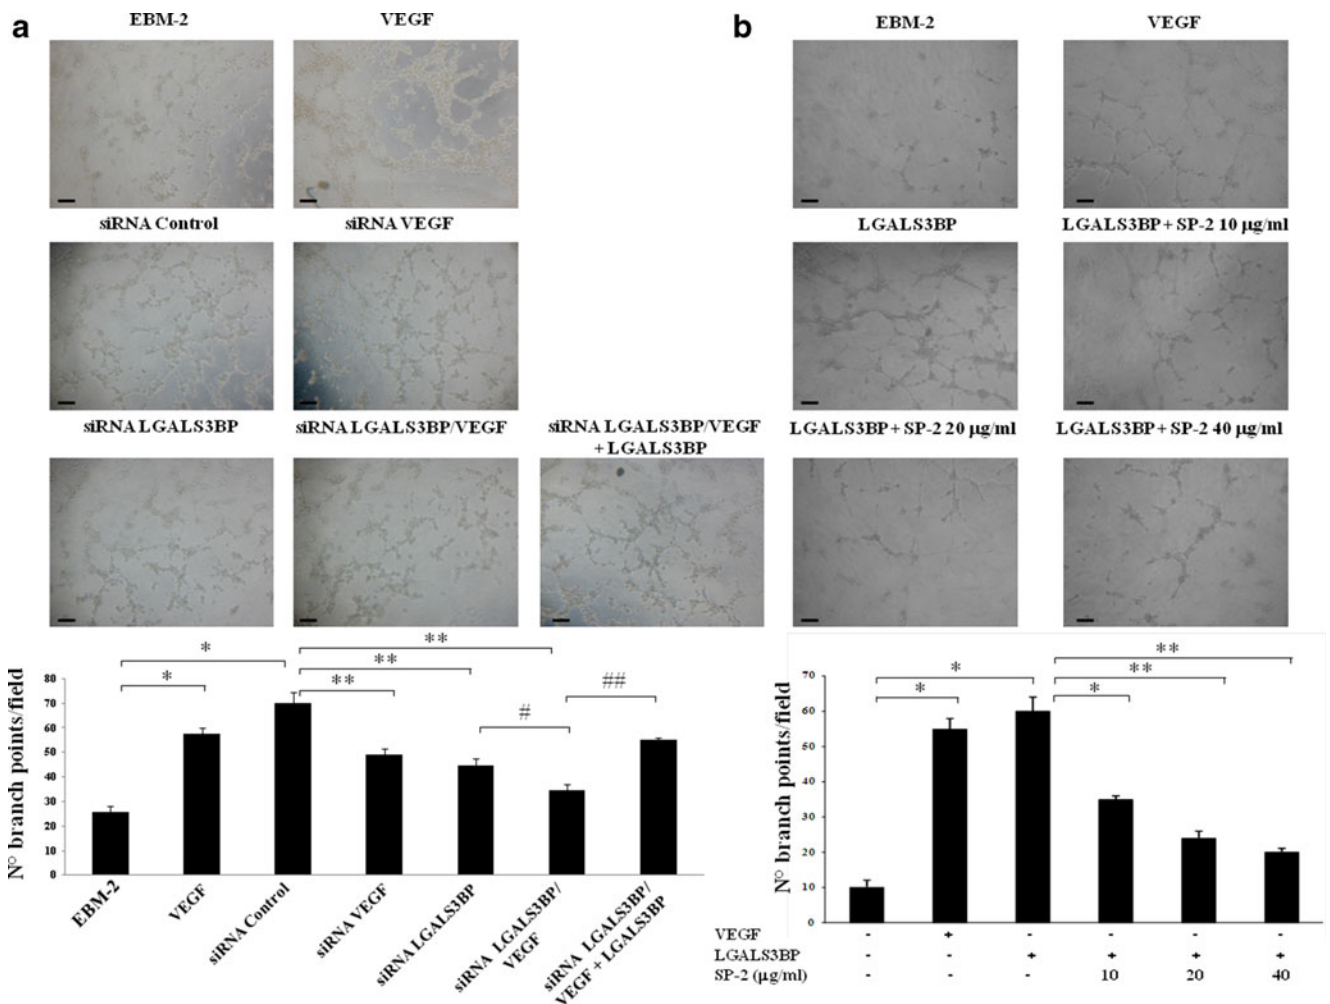 a
EBM-2
VEGF
siRNA Control
siRNA VEGF
siRNA LGALS3BP
siRNA LGALS3BP/VEGF
siRNA LGALS3BP/VEGF
+ LGALS3BP
N° branch points/field
80
70
60
50
40
30
20
10
0
*
*
**
**
**
#
##
EBM-2
VEGF
siRNA Control
siRNA VEGF
siRNA LGALS3BP
siRNA LGALS3BP/
VEGF
siRNA LGALS3BP/
VEGF + LGALS3BP
b
EBM-2
VEGF
LGALS3BP
LGALS3BP + SP-2 10 µg/ml
LGALS3BP + SP-2 20 µg/ml
LGALS3BP + SP-2 40 µg/ml
N° branch points/field
70
60
50
40
30
20
10
0
*
*
*
**
**
VEGF - + - - - -
LGALS3BP - - + + + +
SP-2 (µg/ml) - - - 10 20 40